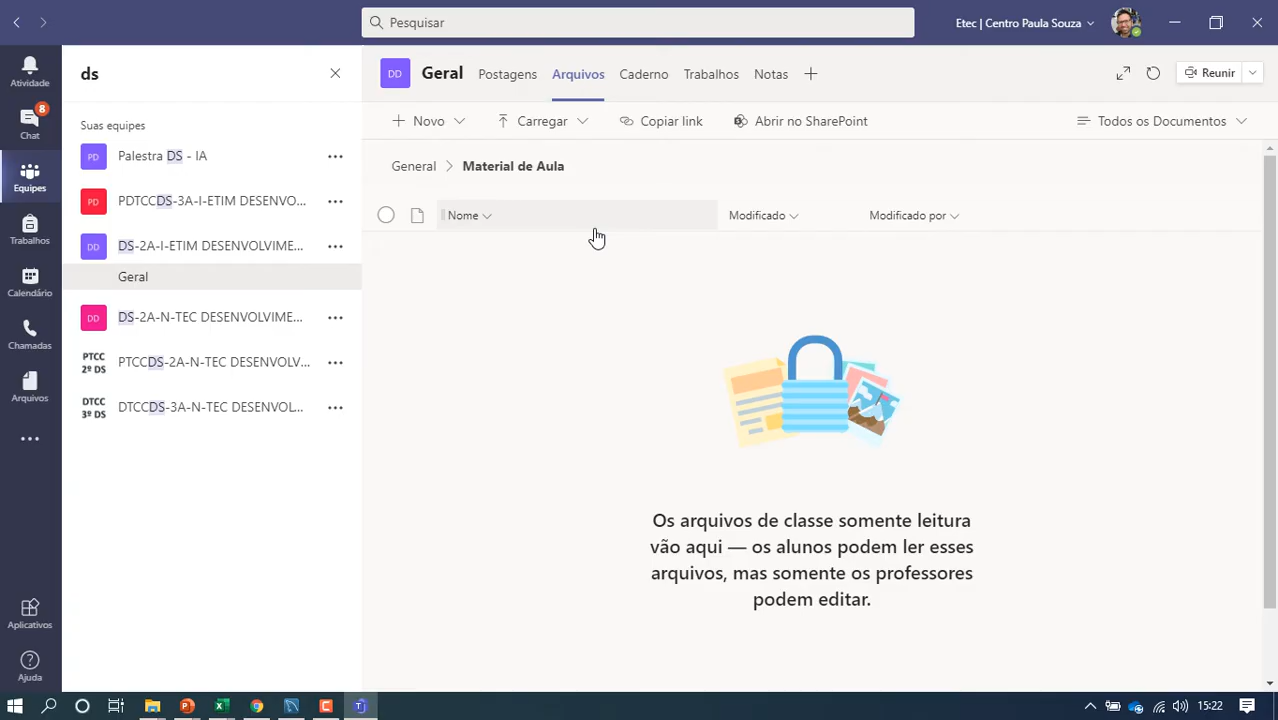 Pesquisar
Etec | Centro Paula Souza
Atividade
8
Chat
Equipes
Trabalhos
Calendário
Chamadas
Arquivos
Aplicativos
Ajuda
ds
Suas equipes
PD
Palestra DS - IA
PD
PDTCCDS-3A-I-ETIM DESENVO...
DD
DS-2A-I-ETIM DESENVOLVIME...
Geral
DD
DS-2A-N-TEC DESENVOLVIME...
PTCC
2º DS
PTCCDS-2A-N-TEC DESENVOLV...
DTCC
3º DS
DTCCDS-3A-N-TEC DESENVOL...
DD
Geral
Postagens
Arquivos
Caderno
Trabalhos
Notas
Reunir
Novo
Carregar
Copiar link
Abrir no SharePoint
Todos os Documentos
General > Material de Aula
Nome
Modificado
Modificado por
Os arquivos de classe somente leitura
vão aqui — os alunos podem ler esses
arquivos, mas somente os professores
podem editar.
15:22